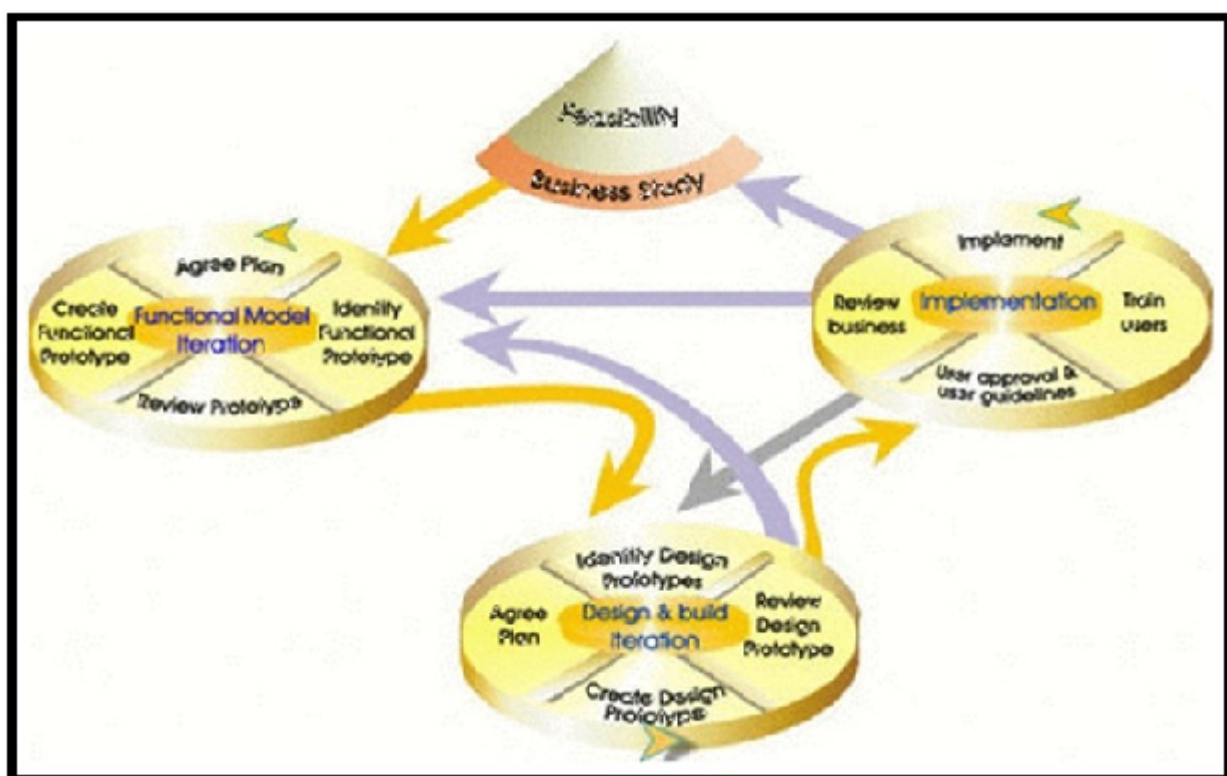 Feasibility
Business Study
Agree Plan
Create
Functional
Prototype
Functional Model
Iteration
Identify
Functional
Prototype
Review Prototype
Implement
Review
business
Implementation
Train
users
User approval &
user guidelines
Identify Design
Prototypes
Agree
Plan
Design & build
Iteration
Review
Design
Prototype
Create Design
Prototype